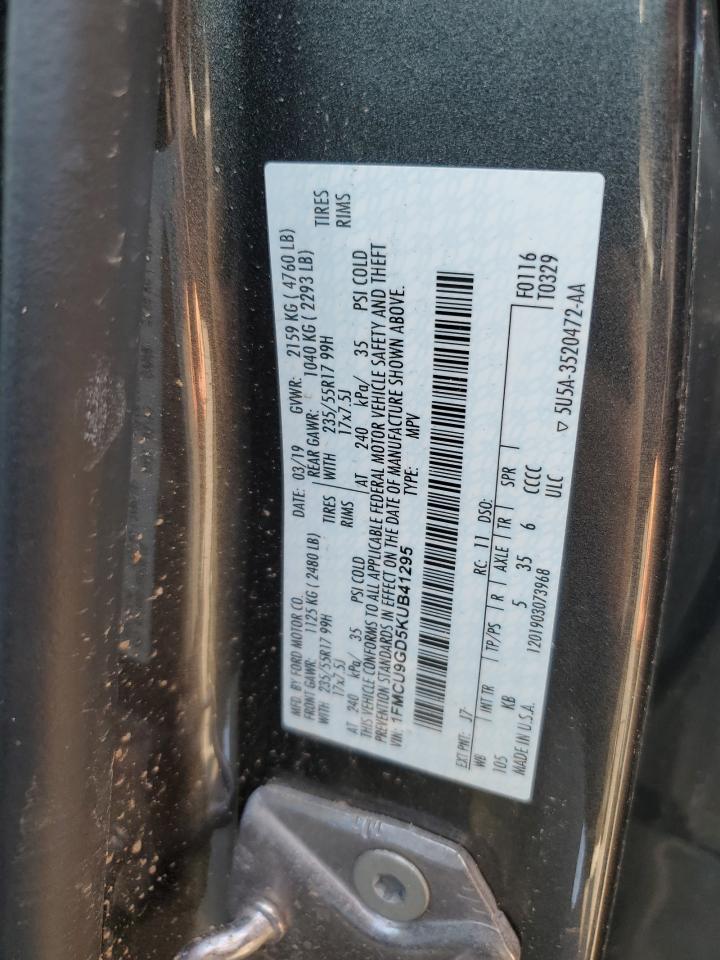 MFD. BY FORD MOTOR CO. DATE: 03/19 GVWR: 2159 KG ( 4760 LB)
FRONT GAWR: 1125 KG ( 2480 LB) REAR GAWR: 1040 KG ( 2293 LB)
WITH 235/55R17 99H TIRES WITH 235/55R17 99H TIRES
17x7.5J RIMS 17x7.5J RIMS
AT 240 kPa/ 35 PSI COLD AT 240 kPa/ 35 PSI COLD
THIS VEHICLE CONFORMS TO ALL APPLICABLE FEDERAL MOTOR VEHICLE SAFETY AND THEFT
PREVENTION STANDARDS IN EFFECT ON THE DATE OF MANUFACTURE SHOWN ABOVE.
VIN: 1FMCU9GD5KUB41295 TYPE: MPV
EXT PNT: J7 RC: 11 DSO: F0116
WB INT TR TP/PS R AXLE TR SPR T0329
105 KB 5 35 6 CCCC
MADE IN U.S.A. 1201903073968 ULC ▽ 5U5A-3520472-AA